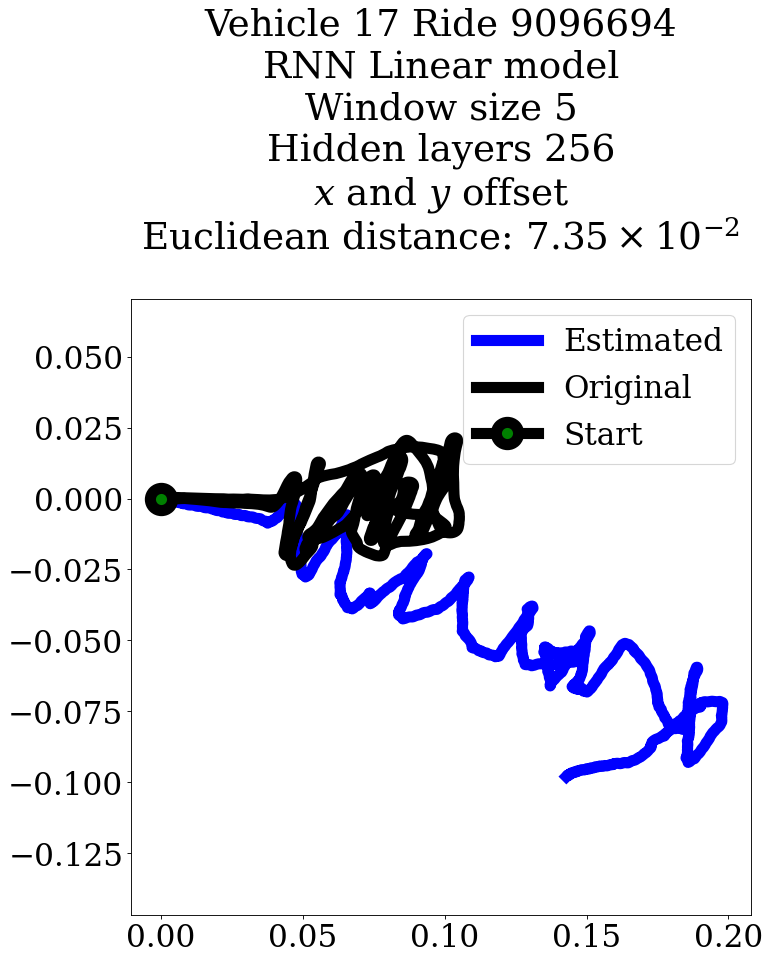 Vehicle 17 Ride 9096694
RNN Linear model
Window size 5
Hidden layers 256
x and y offset
Euclidean distance: 7.35 × 10⁻²
Estimated
Original
Start
0.050
0.025
0.000
−0.025
−0.050
−0.075
−0.100
−0.125
0.00 0.05 0.10 0.15 0.20